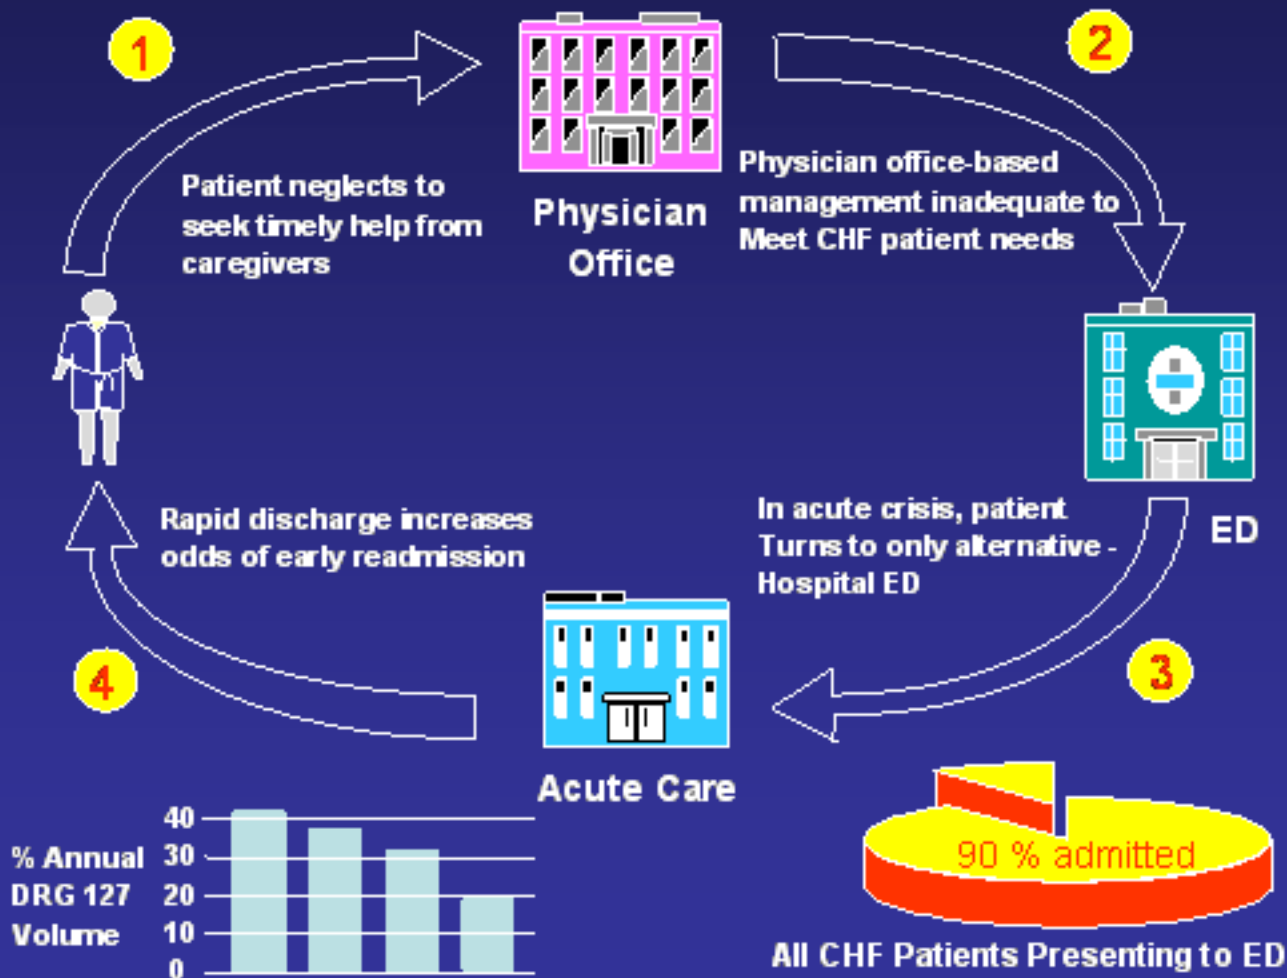 1
2
Patient neglects to
seek timely help from
caregivers
Physician
Office
Physician office-based
management inadequate to
Meet CHF patient needs
ED
Rapid discharge increases
odds of early readmission
In acute crisis, patient
Turns to only alternative -
Hospital ED
4
3
Acute Care
% Annual
DRG 127
Volume
40
30
20
10
0
90 % admitted
All CHF Patients Presenting to ED